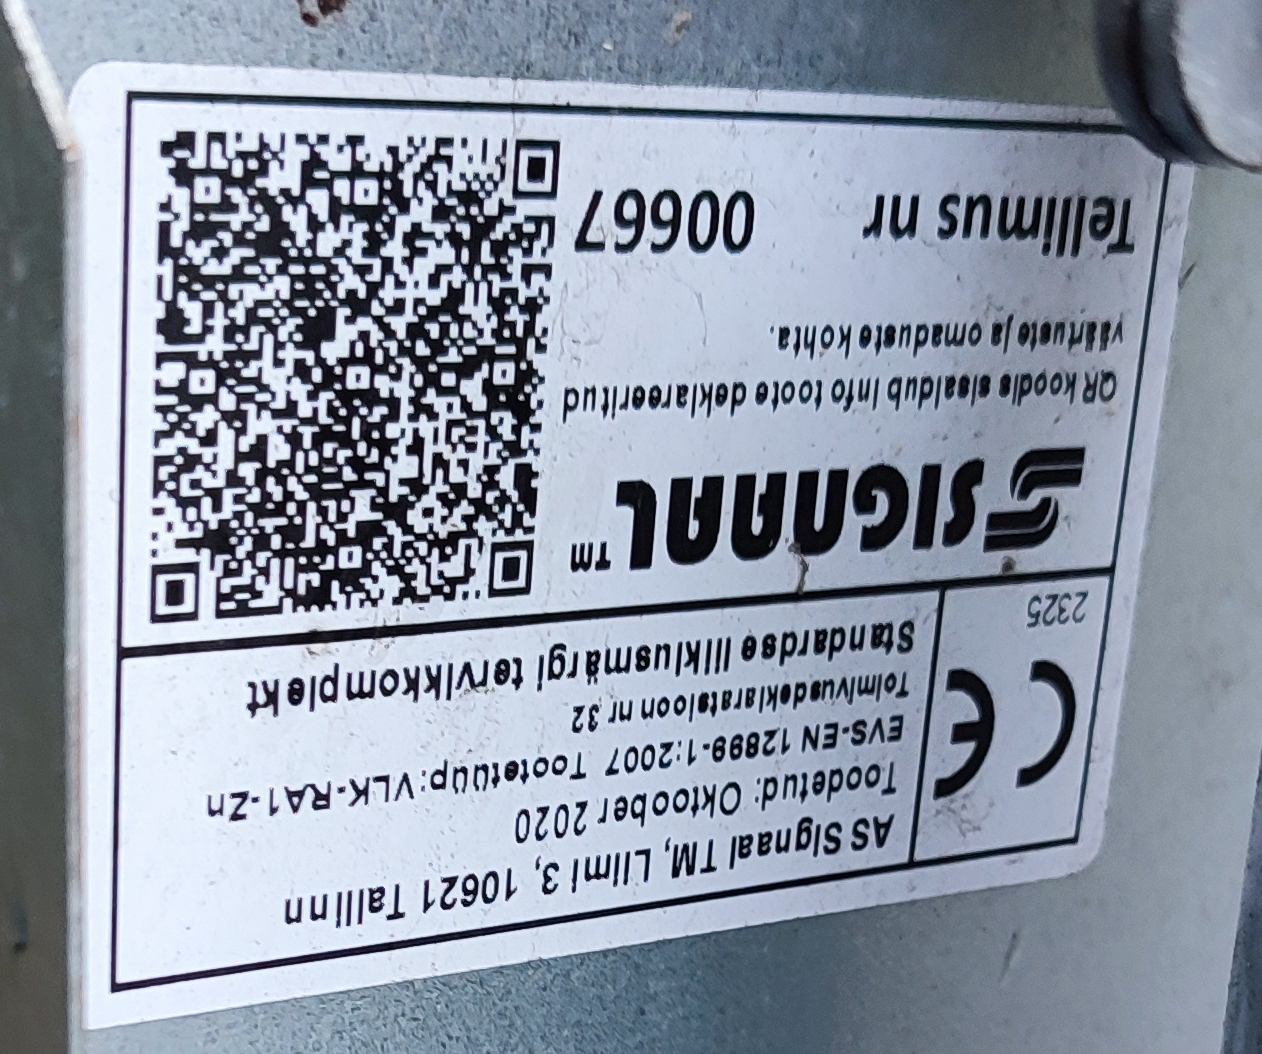 AS Signaal TM, Liimi 3, 10621 Tallinn
Toodetud: Oktoober 2020
EVS-EN 12899-1:2007 Tootetüüp: VLK-RA1-Zn
Toimivusdeklaratsioon nr 32
Standardse liiklusmärgi tervikkomplekt
CE
2325
SIGNAAL TM
QR koodis sisaldub info toote deklareeritud
väärtuste ja omaduste kohta.
Tellimus nr 00667